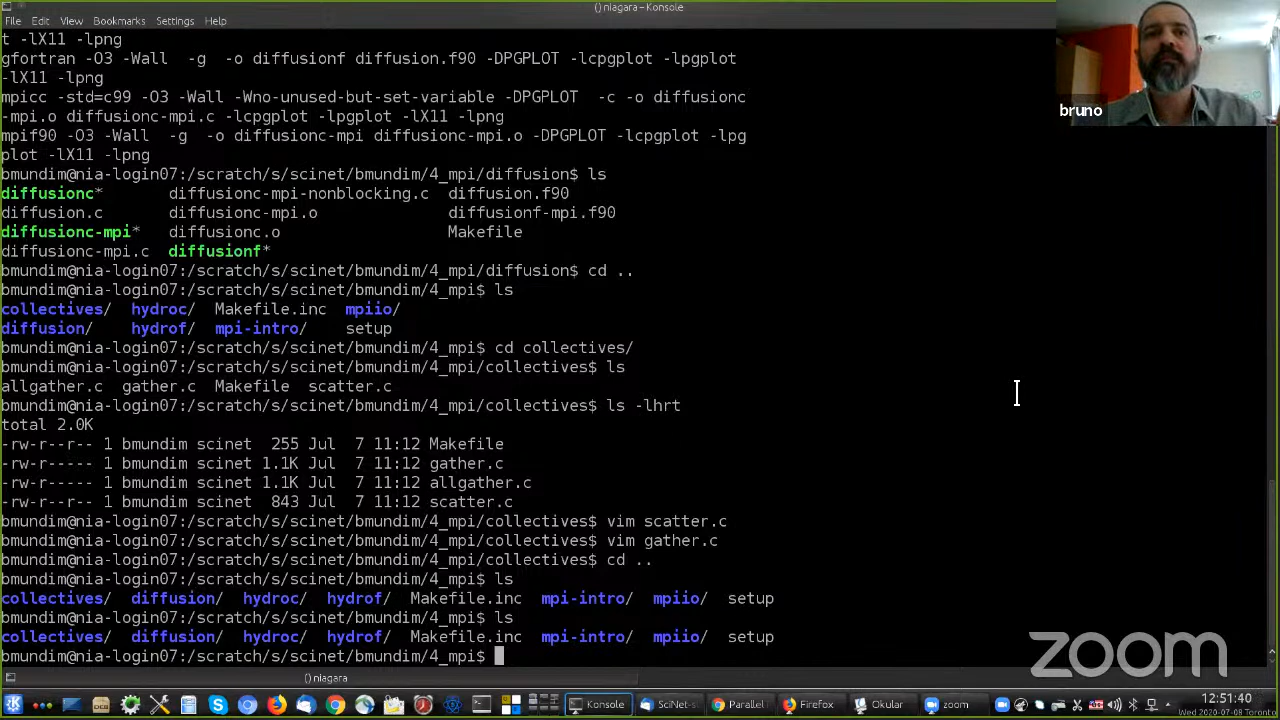 () niagara – Konsole
File Edit View Bookmarks Settings Help
t -lX11 -lpng
gfortran -O3 -Wall  -g  -o diffusionf diffusion.f90 -DPGPLOT -lcpgplot -lpgplot
-lX11 -lpng
mpicc -std=c99 -O3 -Wall -Wno-unused-but-set-variable -DPGPLOT  -c -o diffusionc
-mpi.o diffusionc-mpi.c -lcpgplot -lpgplot -lX11 -lpng
mpif90 -O3 -Wall  -g  -o diffusionc-mpi diffusionc-mpi.o -DPGPLOT -lcpgplot -lpg
plot -lX11 -lpng
bmundim@nia-login07:/scratch/s/scinet/bmundim/4_mpi/diffusion$ ls
diffusionc* diffusionc-mpi-nonblocking.c diffusion.f90
diffusion.c diffusionc-mpi.o diffusionf-mpi.f90
diffusionc-mpi* diffusionc.o Makefile
diffusionc-mpi.c diffusionf*
bmundim@nia-login07:/scratch/s/scinet/bmundim/4_mpi/diffusion$ cd ..
bmundim@nia-login07:/scratch/s/scinet/bmundim/4_mpi$ ls
collectives/ hydroc/ Makefile.inc mpiio/
diffusion/ hydrof/ mpi-intro/ setup
bmundim@nia-login07:/scratch/s/scinet/bmundim/4_mpi$ cd collectives/
bmundim@nia-login07:/scratch/s/scinet/bmundim/4_mpi/collectives$ ls
allgather.c gather.c Makefile scatter.c
bmundim@nia-login07:/scratch/s/scinet/bmundim/4_mpi/collectives$ ls -lhrt
total 2.0K
-rw-r--r-- 1 bmundim scinet  255 Jul  7 11:12 Makefile
-rw-r----- 1 bmundim scinet 1.1K Jul  7 11:12 gather.c
-rw-r----- 1 bmundim scinet 1.1K Jul  7 11:12 allgather.c
-rw-r----- 1 bmundim scinet  843 Jul  7 11:12 scatter.c
bmundim@nia-login07:/scratch/s/scinet/bmundim/4_mpi/collectives$ vim scatter.c
bmundim@nia-login07:/scratch/s/scinet/bmundim/4_mpi/collectives$ vim gather.c
bmundim@nia-login07:/scratch/s/scinet/bmundim/4_mpi/collectives$ cd ..
bmundim@nia-login07:/scratch/s/scinet/bmundim/4_mpi$ ls
collectives/ diffusion/ hydroc/ hydrof/ Makefile.inc mpi-intro/ mpiio/ setup
bmundim@nia-login07:/scratch/s/scinet/bmundim/4_mpi$ ls
collectives/ diffusion/ hydroc/ hydrof/ Makefile.inc mpi-intro/ mpiio/ setup
bmundim@nia-login07:/scratch/s/scinet/bmundim/4_mpi$
bruno
zoom
() niagara
Konsole SciNet-s Parallel Firefox Okular zoom 12:51:40
Wed 2020-07-08 Toronto